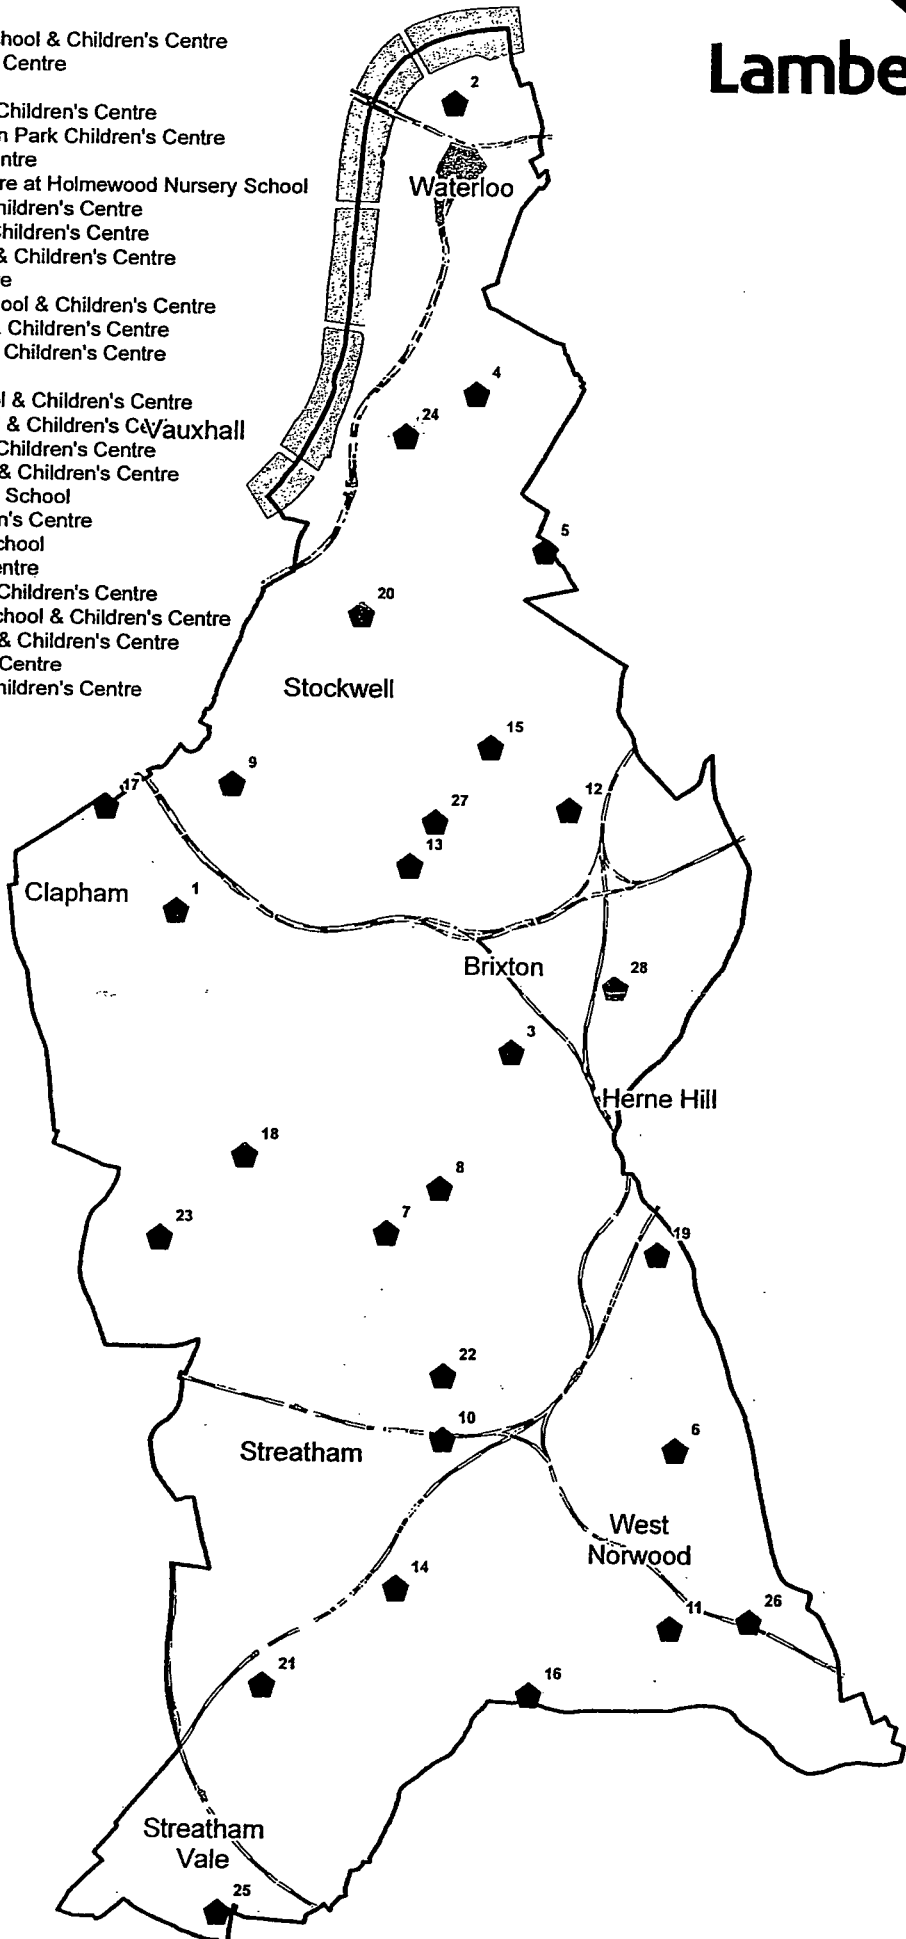 hool & Children's Centre
Centre
Children's Centre
n Park Children's Centre
ntre
re at Holmewood Nursery School
hildren's Centre
Children's Centre
& Children's Centre
e
ool & Children's Centre
Children's Centre
Children's Centre
l & Children's Centre
& Children's Ce
Children's Centre
& Children's Centre
School
n's Centre
chool
entre
Children's Centre
chool & Children's Centre
& Children's Centre
Centre
hildren's Centre
Lambe
2
Waterloo
4
24
Vauxhall
5
20
Stockwell
15
9
17
27
12
13
Clapham
1
Brixton
28
3
Herne Hill
18
8
7
23
19
22
10
Streatham
6
West
Norwood
14
11
26
21
16
Streatham
Vale
25